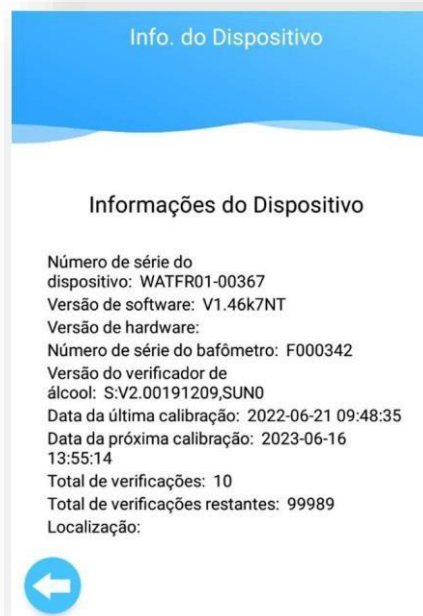 Info. do Dispositivo
Informações do Dispositivo
Número de série do
dispositivo: WATFR01-00367
Versão de software: V1.46k7NT
Versão de hardware:
Número de série do bafômetro: F000342
Versão do verificador de
álcool: S:V2.00191209,SUN0
Data da última calibração: 2022-06-21 09:48:35
Data da próxima calibração: 2023-06-16
13:55:14
Total de verificações: 10
Total de verificações restantes: 99989
Localização: